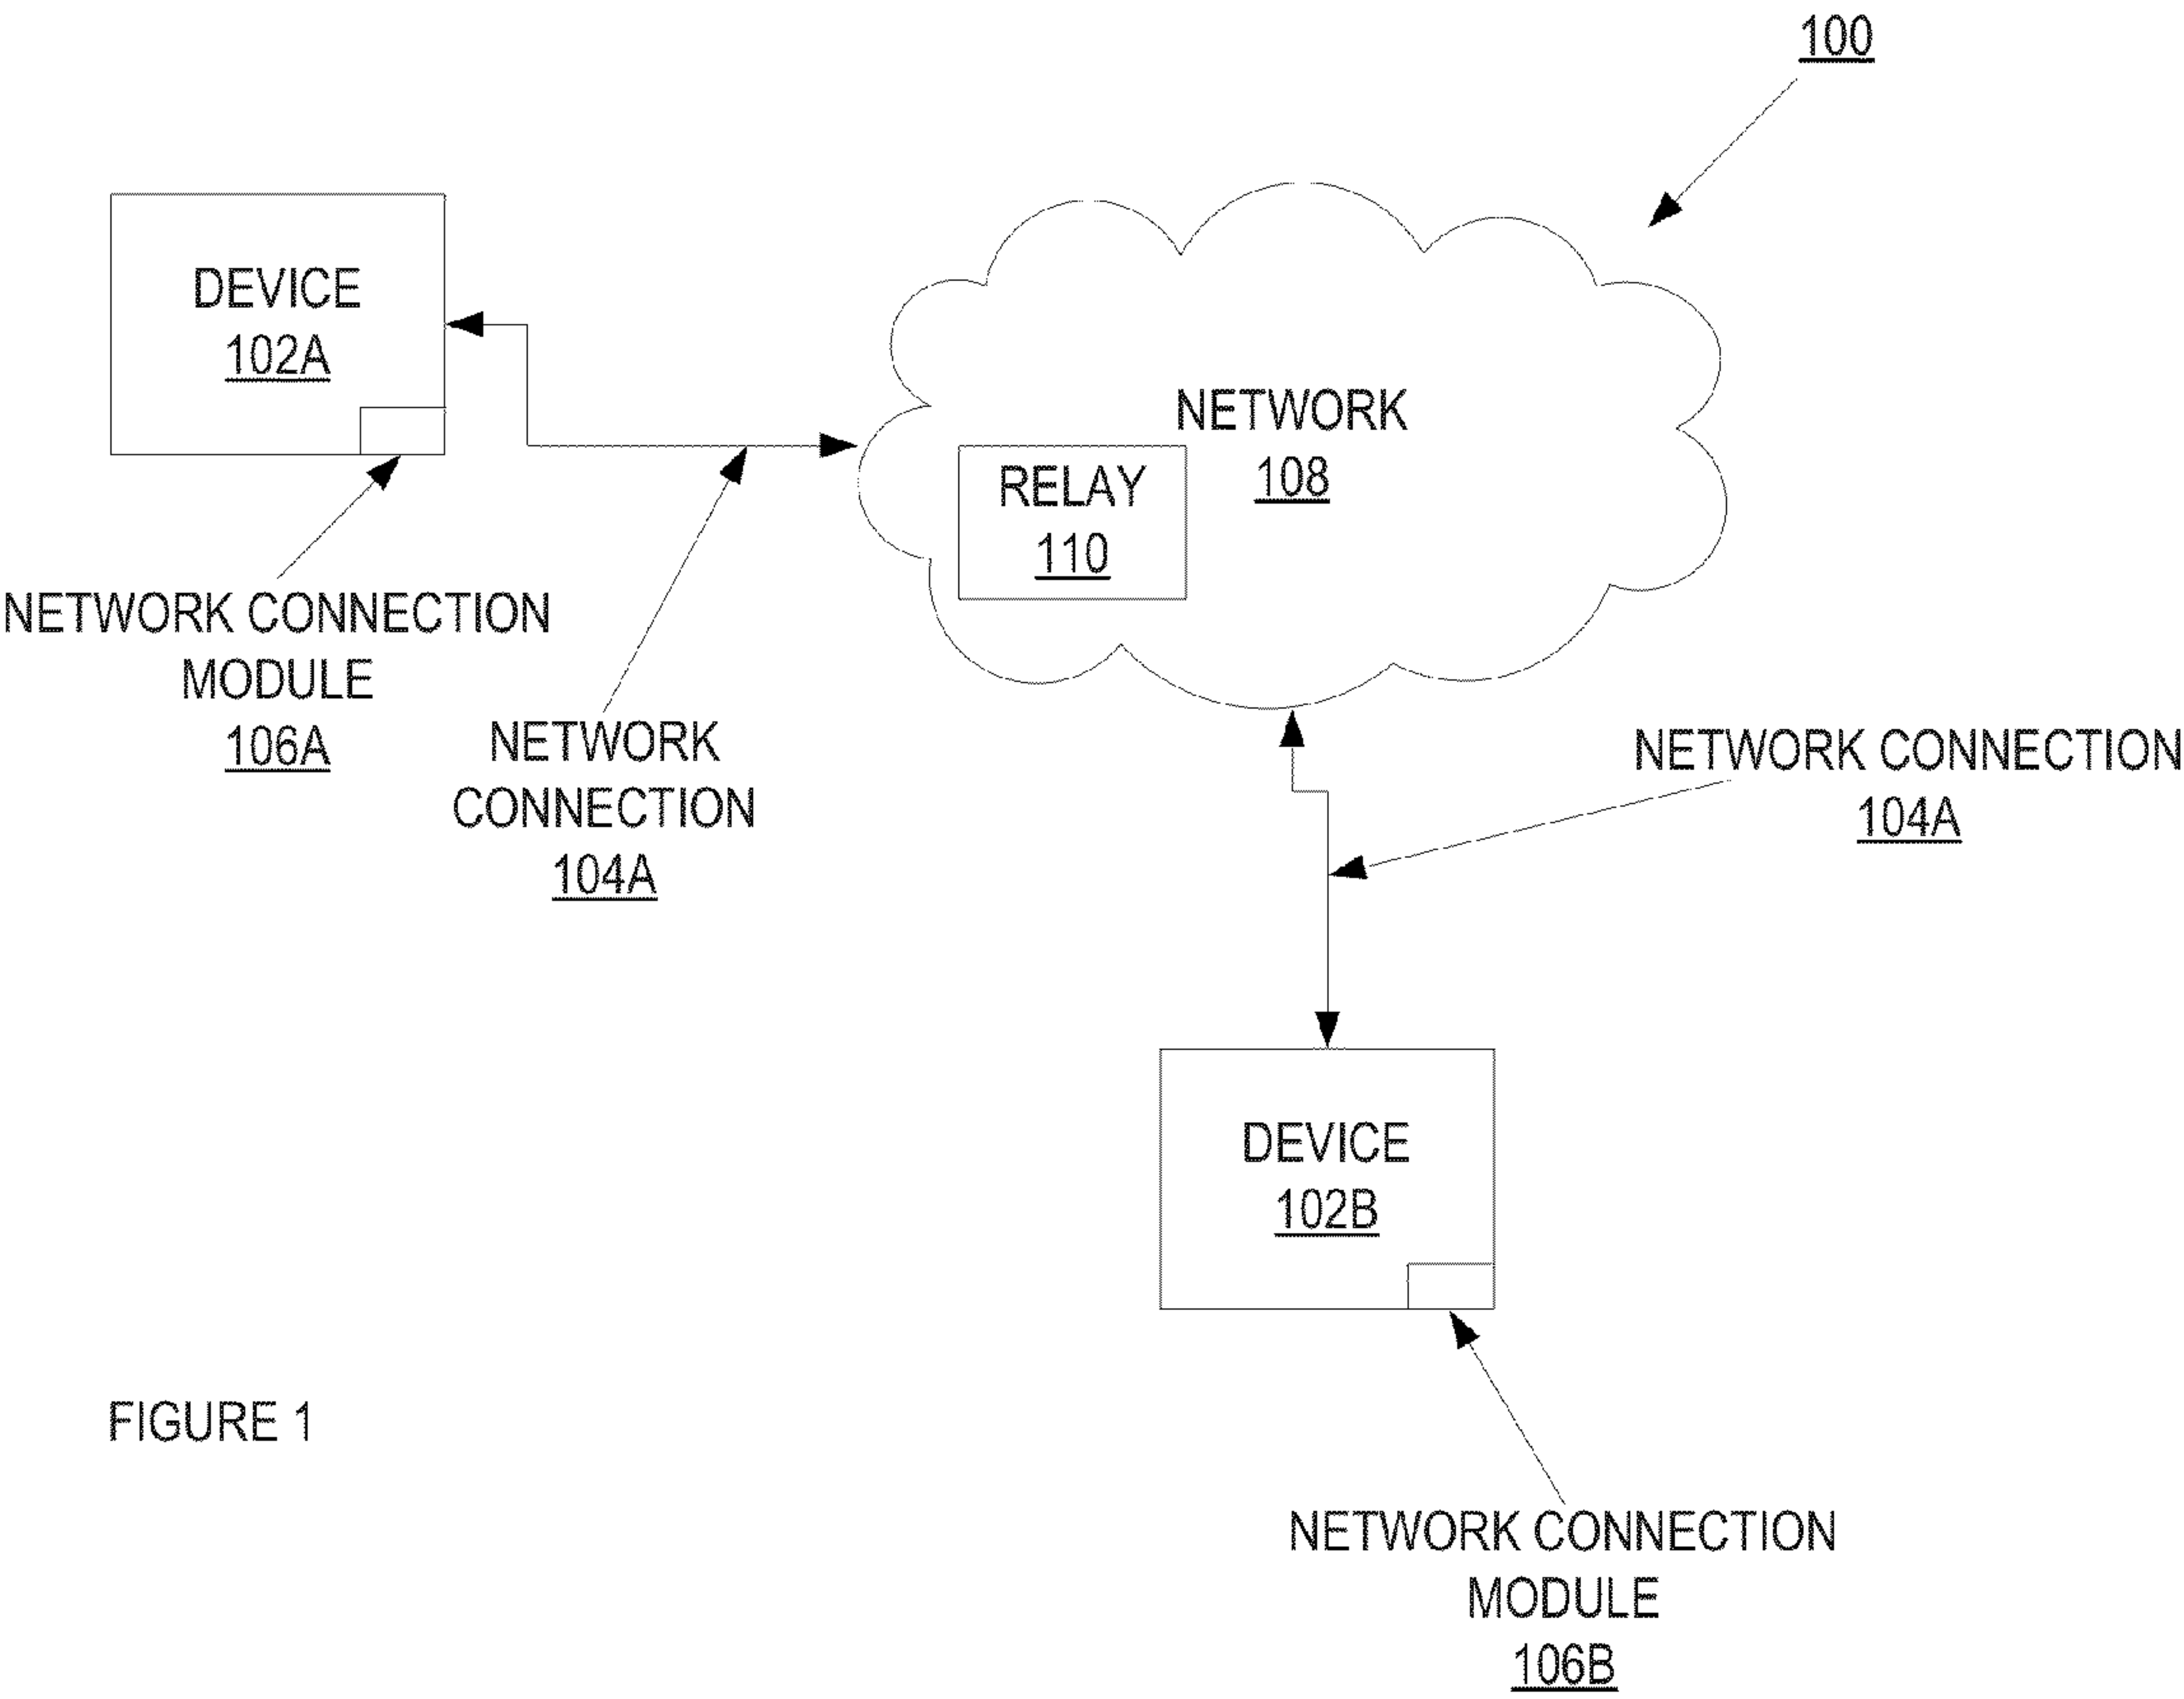 100
DEVICE
102A
NETWORK
108
RELAY
110
NETWORK CONNECTION
MODULE
106A
NETWORK
CONNECTION
104A
NETWORK CONNECTION
104A
DEVICE
102B
FIGURE 1
NETWORK CONNECTION
MODULE
106B